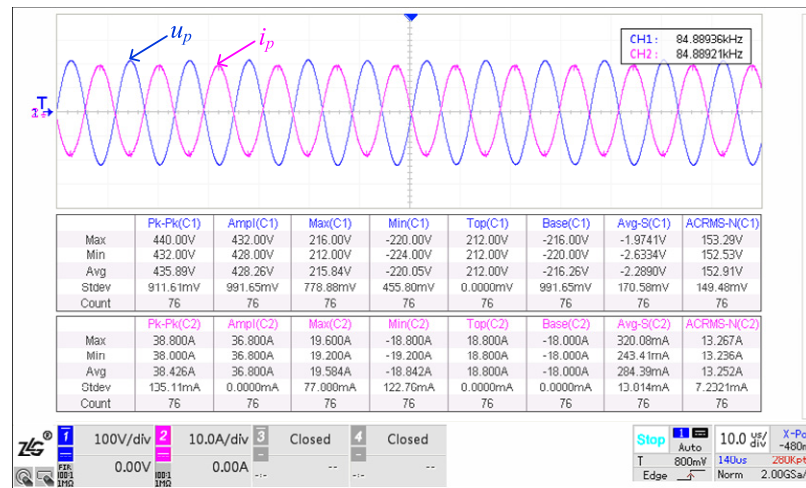 u_p i_p
CH1: 84.88936kHz
CH2: 84.88921kHz
T
Pk-Pk(C1) Ampl(C1) Max(C1) Min(C1) Top(C1) Base(C1) Avg-S(C1) ACRMS-N(C1)
Max 440.00V 432.00V 216.00V -220.00V 212.00V -216.00V -1.9741V 153.29V
Min 432.00V 428.00V 212.00V -224.00V 212.00V -220.00V -2.6334V 152.53V
Avg 435.89V 428.26V 215.84V -220.05V 212.00V -216.26V -2.2890V 152.91V
Stdev 911.61mV 991.65mV 778.88mV 455.80mV 0.0000mV 991.65mV 170.58mV 149.48mV
Count 76 76 76 76 76 76 76 76
Pk-Pk(C2) Ampl(C2) Max(C2) Min(C2) Top(C2) Base(C2) Avg-S(C2) ACRMS-N(C2)
Max 38.800A 36.800A 19.600A -18.800A 18.800A -18.000A 320.08mA 13.267A
Min 38.000A 36.800A 19.200A -19.200A 18.800A -18.000A 243.41mA 13.236A
Avg 38.426A 36.800A 19.584A -18.842A 18.800A -18.000A 284.39mA 13.252A
Stdev 135.11mA 0.0000mA 77.000mA 122.76mA 0.0000mA 0.0000mA 13.014mA 7.2321mA
Count 76 76 76 76 76 76 76 76
ZLG® 1 100V/div 2 10.0A/div 3 Closed 4 Closed
FIR 100:1 1MΩ 0.00V 100:1 1MΩ 0.00A -:- -- -:- --
Stop 1 Auto 10.0 us/div X-Po
-480n
T 800mV 140us 280Kpt
Edge Norm 2.00GSa/